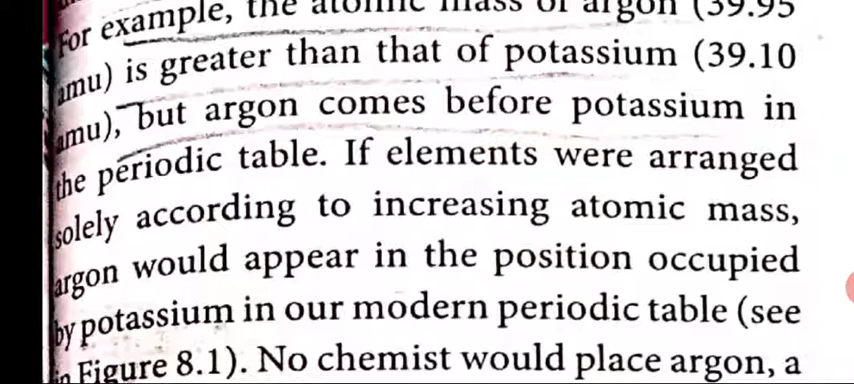 For example, the atomic mass of argon (39.95
amu) is greater than that of potassium (39.10
amu), but argon comes before potassium in
the periodic table. If elements were arranged
solely according to increasing atomic mass,
argon would appear in the position occupied
by potassium in our modern periodic table (see
in Figure 8.1). No chemist would place argon, a